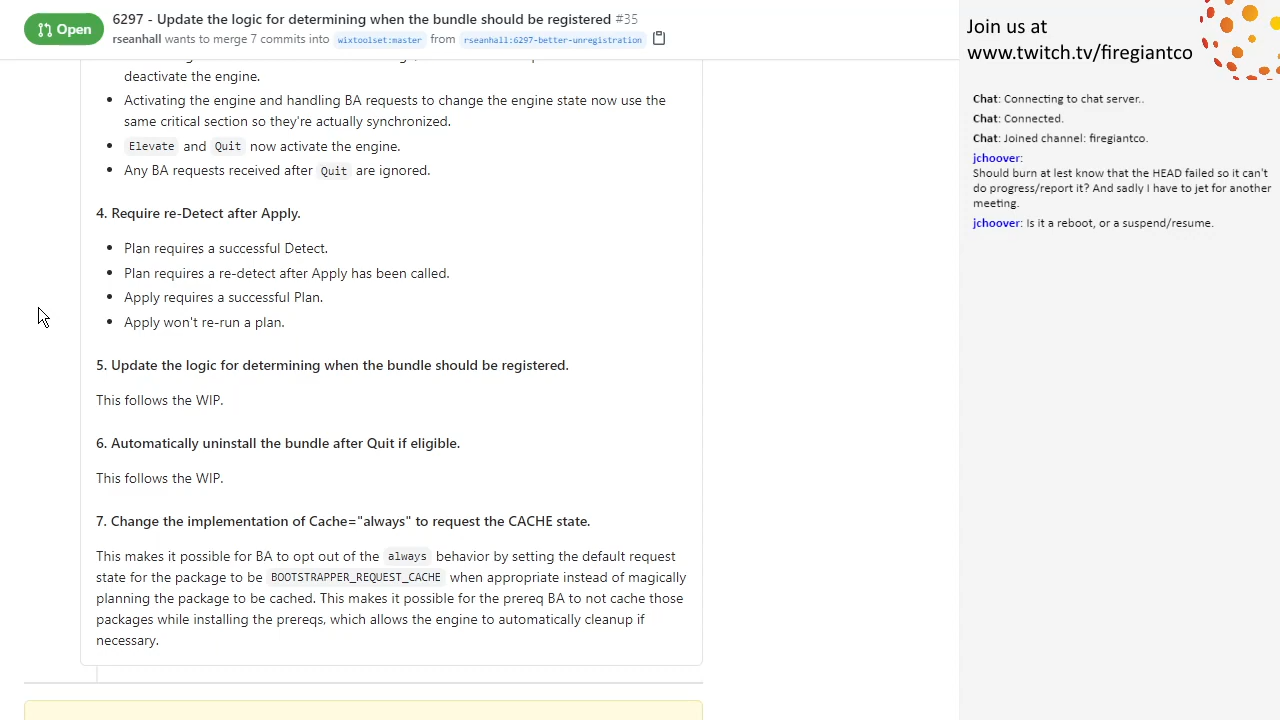 Open
6297 - Update the logic for determining when the bundle should be registered #35
rseanhall wants to merge 7 commits into wixtoolset:master from rseanhall:6297-better-unregistration
deactivate the engine.
Activating the engine and handling BA requests to change the engine state now use the
same critical section so they're actually synchronized.
Elevate and Quit now activate the engine.
Any BA requests received after Quit are ignored.
4. Require re-Detect after Apply.
Plan requires a successful Detect.
Plan requires a re-detect after Apply has been called.
Apply requires a successful Plan.
Apply won't re-run a plan.
5. Update the logic for determining when the bundle should be registered.
This follows the WIP.
6. Automatically uninstall the bundle after Quit if eligible.
This follows the WIP.
7. Change the implementation of Cache="always" to request the CACHE state.
This makes it possible for BA to opt out of the always behavior by setting the default request
state for the package to be BOOTSTRAPPER_REQUEST_CACHE when appropriate instead of magically
planning the package to be cached. This makes it possible for the prereq BA to not cache those
packages while installing the prereqs, which allows the engine to automatically cleanup if
necessary.
Join us at
www.twitch.tv/firegiantco
Chat: Connecting to chat server..
Chat: Connected.
Chat: Joined channel: firegiantco.
jchoover:
Should burn at lest know that the HEAD failed so it can't
do progress/report it? And sadly I have to jet for another
meeting.
jchoover: Is it a reboot, or a suspend/resume.